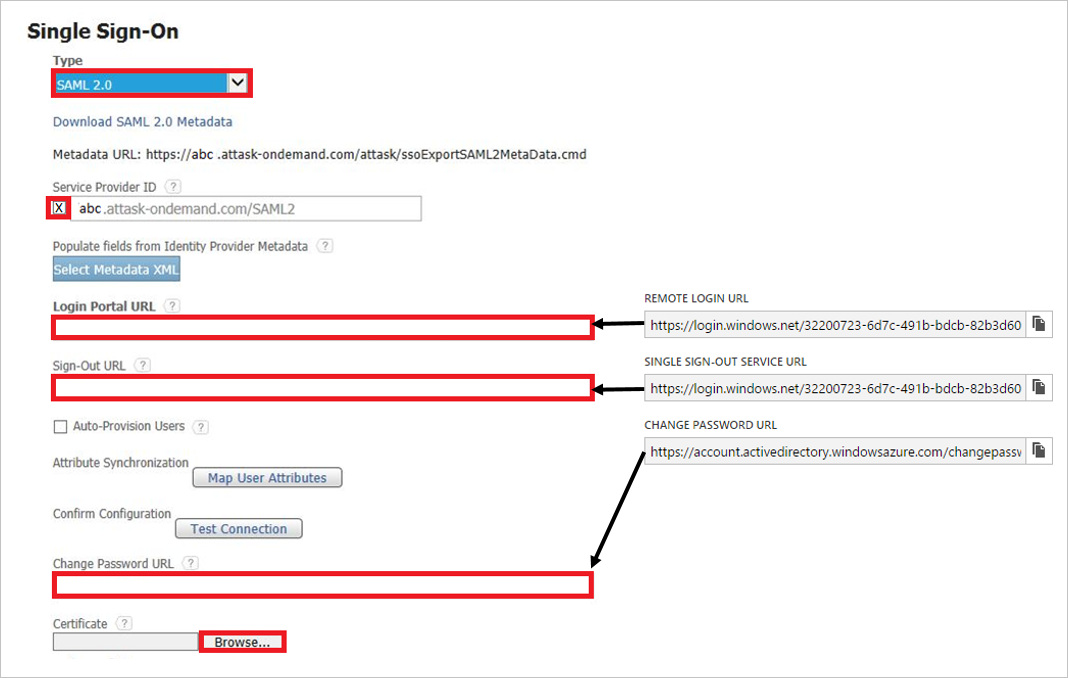 Single Sign-On
Type
SAML 2.0
Download SAML 2.0 Metadata
Metadata URL: https://abc .attask-ondemand.com/attask/ssoExportSAML2MetaData.cmd
Service Provider ID ?
X abc .attask-ondemand.com/SAML2
Populate fields from Identity Provider Metadata ?
Select Metadata XML
Login Portal URL ?
REMOTE LOGIN URL
https://login.windows.net/32200723-6d7c-491b-bdcb-82b3d60
Sign-Out URL ?
SINGLE SIGN-OUT SERVICE URL
https://login.windows.net/32200723-6d7c-491b-bdcb-82b3d60
Auto-Provision Users ?
CHANGE PASSWORD URL
https://account.activedirectory.windowsazure.com/changepassw
Attribute Synchronization
Map User Attributes
Confirm Configuration
Test Connection
Change Password URL ?
Certificate ?
Browse...